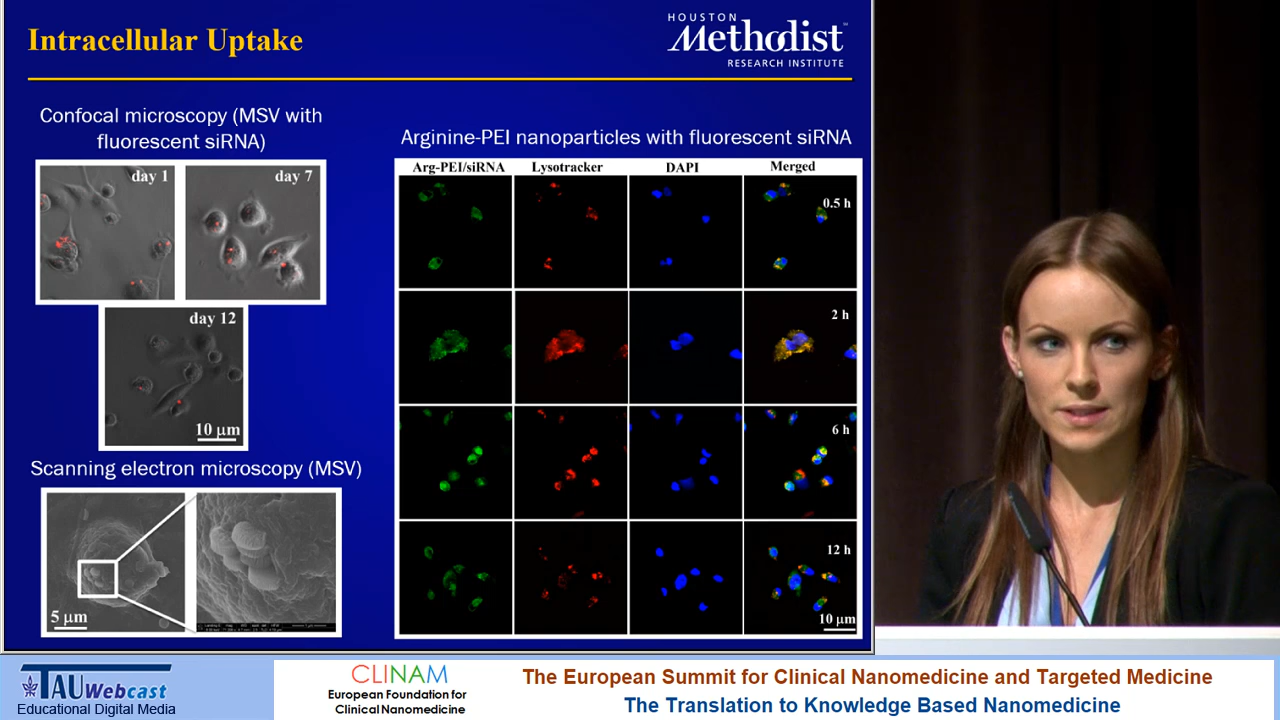 Intracellular Uptake
HOUSTON
Methodist
RESEARCH INSTITUTE
Confocal microscopy (MSV with
fluorescent siRNA)
day 1
day 7
day 12
10 µm
Scanning electron microscopy (MSV)
5 µm
Arginine-PEI nanoparticles with fluorescent siRNA
Arg-PEI/siRNA Lysotracker DAPI Merged
0.5 h
2 h
6 h
12 h
10 µm
TAU Webcast
Educational Digital Media
CLINAM
European Foundation for
Clinical Nanomedicine
The European Summit for Clinical Nanomedicine and Targeted Medicine
The Translation to Knowledge Based Nanomedicine